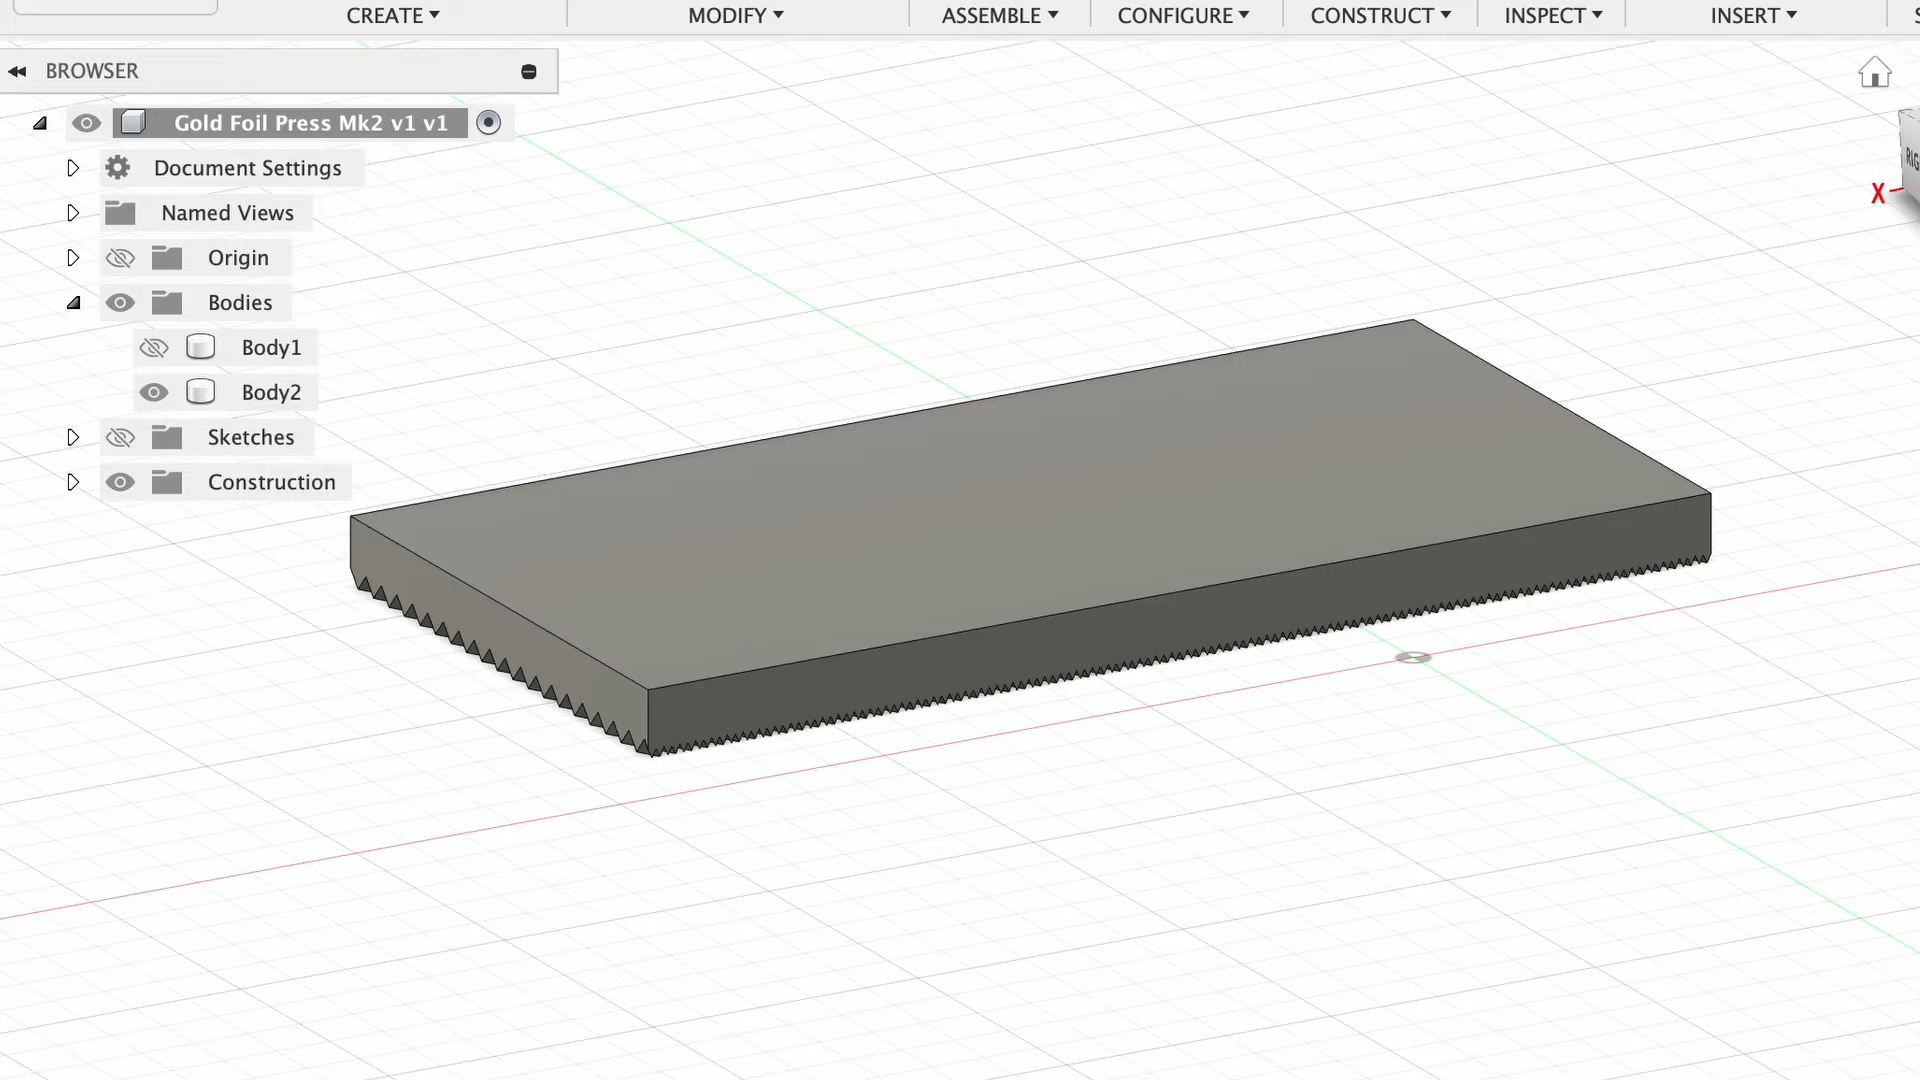 CREATE MODIFY ASSEMBLE CONFIGURE CONSTRUCT INSPECT INSERT
BROWSER
Gold Foil Press Mk2 v1 v1
Document Settings
Named Views
Origin
Bodies
Body1
Body2
Sketches
Construction
X